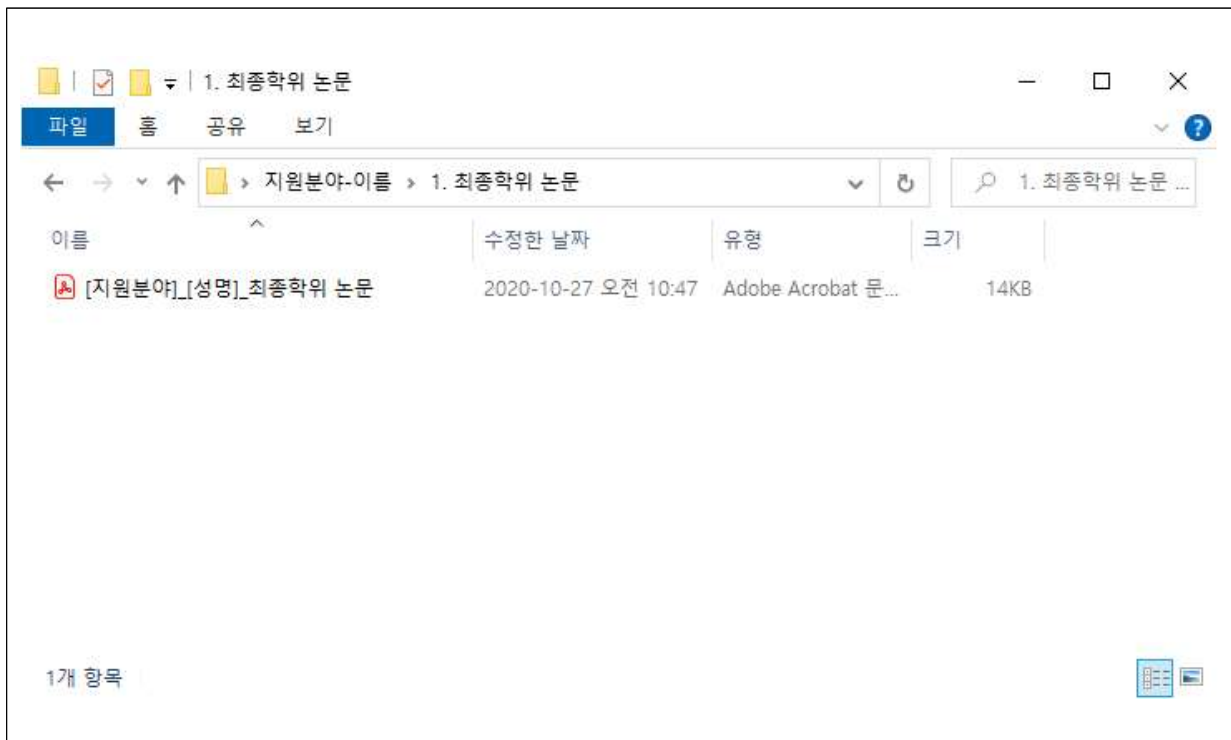 1. 최종학위 논문
파일 홈 공유 보기
지원분야-이름 › 1. 최종학위 논문 1. 최종학위 논문 ...
이름 수정한 날짜 유형 크기
[지원분야]_[성명]_최종학위 논문 2020-10-27 오전 10:47 Adobe Acrobat 문... 14KB
1개 항목